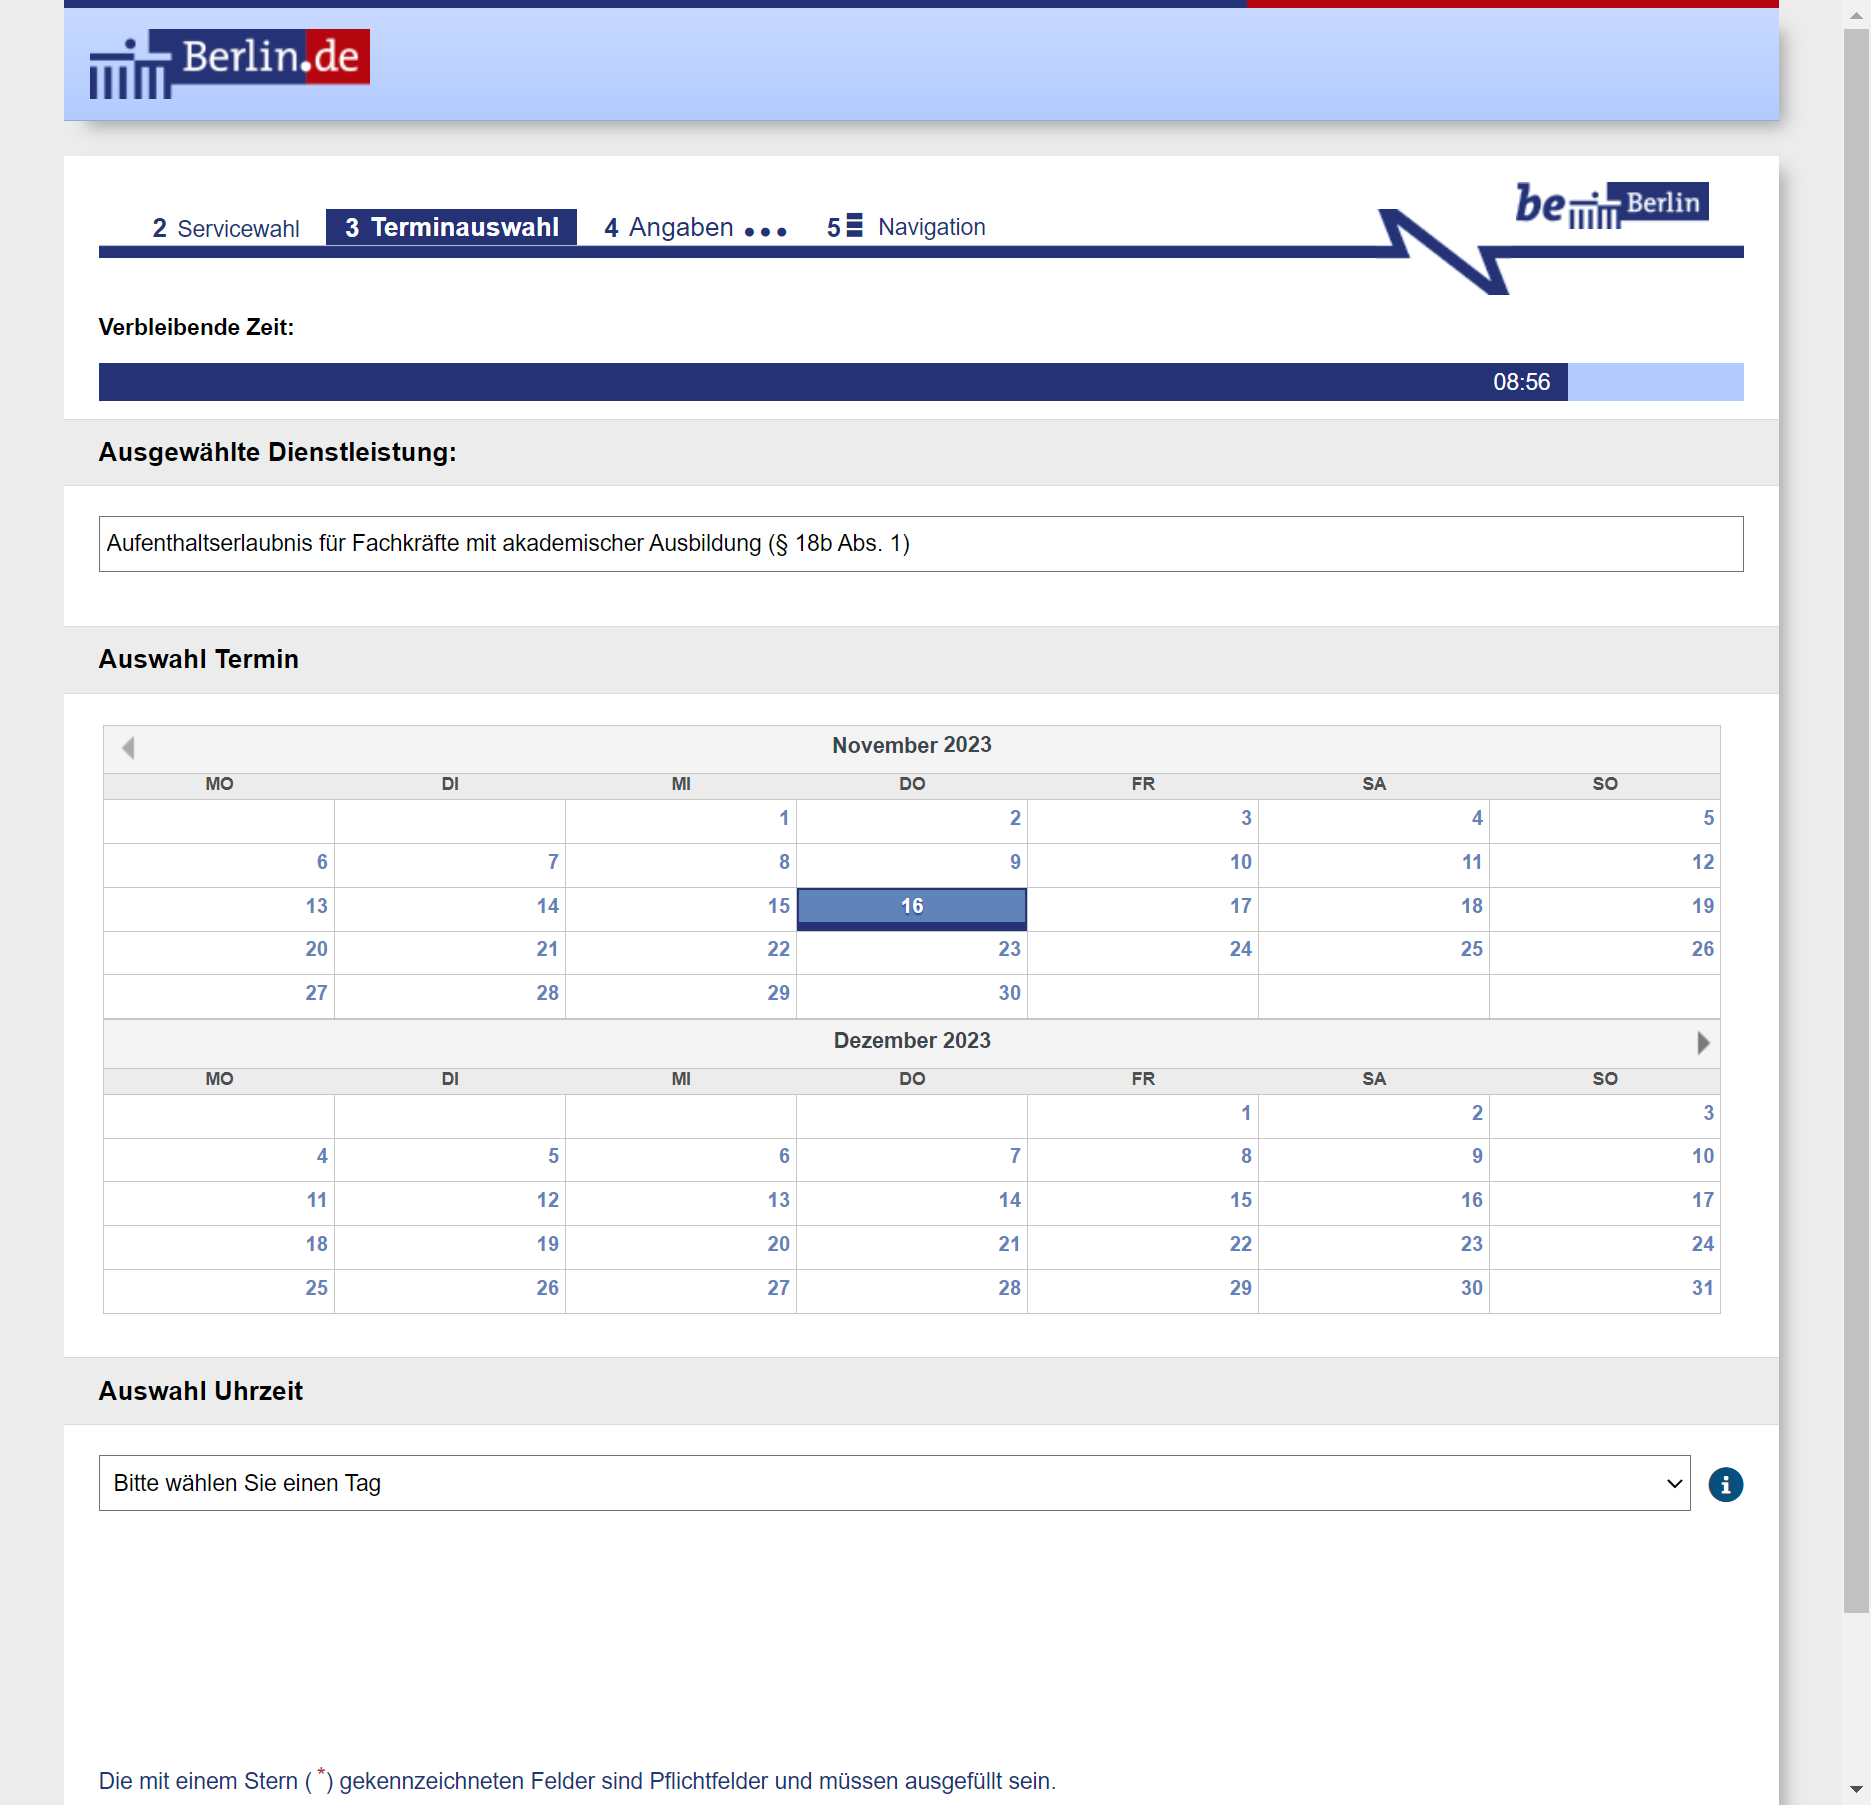 Berlin.de
be Berlin
2 Servicewahl 3 Terminauswahl 4 Angaben ... 5 Navigation
Verbleibende Zeit:
08:56
Ausgewählte Dienstleistung:
Aufenthaltserlaubnis für Fachkräfte mit akademischer Ausbildung (§ 18b Abs. 1)
Auswahl Termin
November 2023
MO DI MI DO FR SA SO
1 2 3 4 5
6 7 8 9 10 11 12
13 14 15 16 17 18 19
20 21 22 23 24 25 26
27 28 29 30
Dezember 2023
MO DI MI DO FR SA SO
1 2 3
4 5 6 7 8 9 10
11 12 13 14 15 16 17
18 19 20 21 22 23 24
25 26 27 28 29 30 31
Auswahl Uhrzeit
Bitte wählen Sie einen Tag
i
Die mit einem Stern ( *) gekennzeichneten Felder sind Pflichtfelder und müssen ausgefüllt sein.